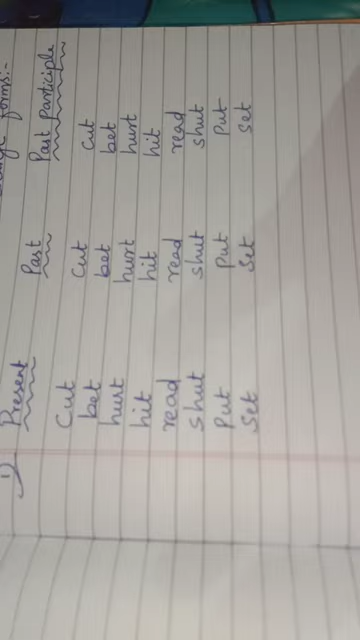 forms:-
1) Present Past Past participle
Cut cut cut
bet bet bet
hurt hurt hurt
hit hit hit
read read read
shut shut shut
Put Put Put
Set Set Set